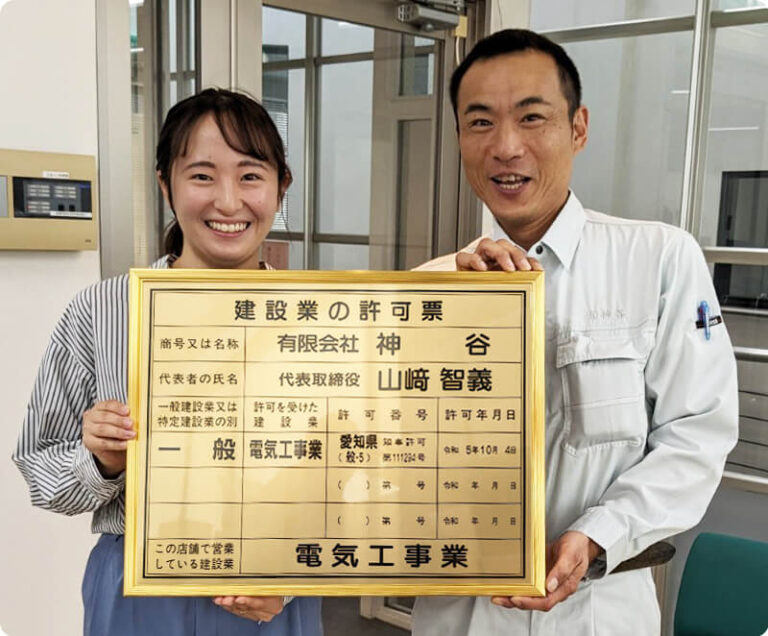 建設業の許可票
商号又は名称 有限会社 神谷
代表者の氏名 代表取締役 山﨑 智義
一般建設業又は特定建設業の別 許可を受けた建設業 許可番号 許可年月日
一般 電気工事業 愛知県 知事許可 (般-5) 第111294号 令和 5年10月 4日
( ) 第 号 令和 年 月 日
( ) 第 号 令和 年 月 日
この店舗で営業している建設業 電気工事業